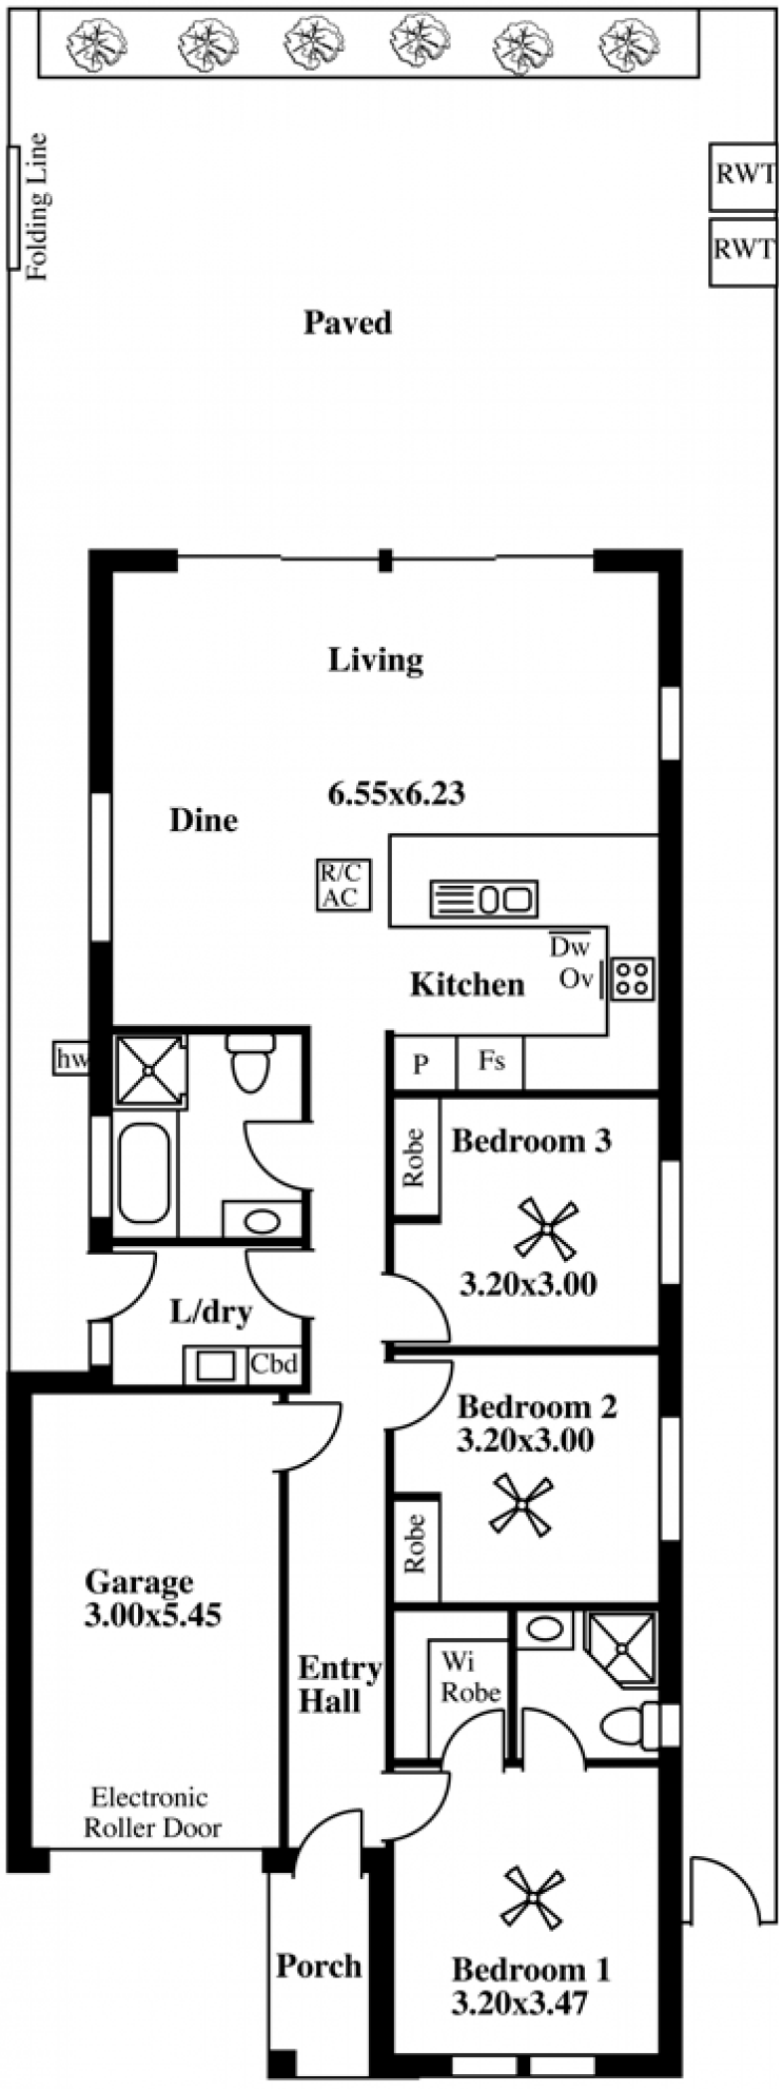 Folding Line
RWT
RWT
Paved
Living
6.55x6.23
Dine
R/C
AC
Dw
Ov
Kitchen
hw
P
Fs
Robe
Bedroom 3
3.20x3.00
L/dry
Cbd
Bedroom 2
3.20x3.00
Robe
Garage
3.00x5.45
Entry
Hall
Wi
Robe
Electronic
Roller Door
Porch
Bedroom 1
3.20x3.47